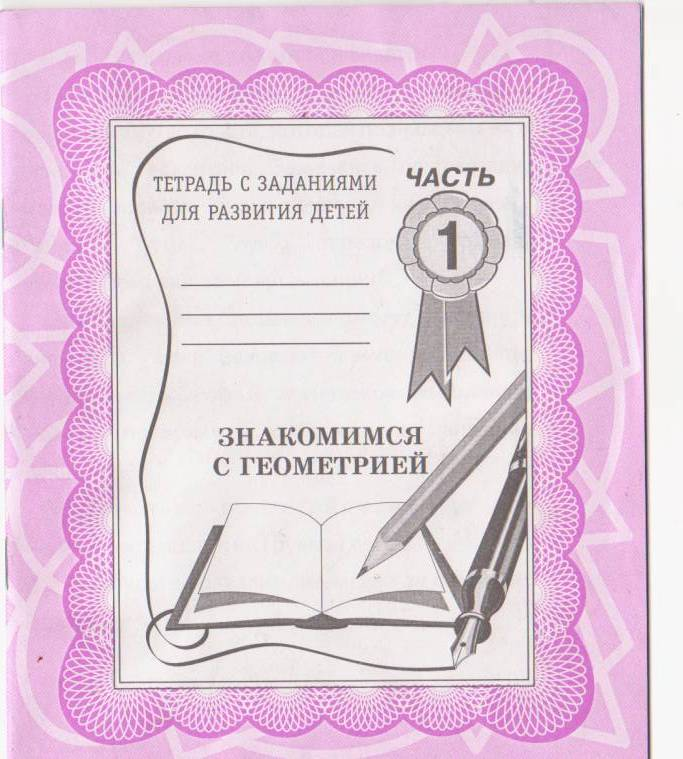 ТЕТРАДЬ С ЗАДАНИЯМИ
ДЛЯ РАЗВИТИЯ ДЕТЕЙ
ЧАСТЬ
1
ЗНАКОМИМСЯ
С ГЕОМЕТРИЕЙ